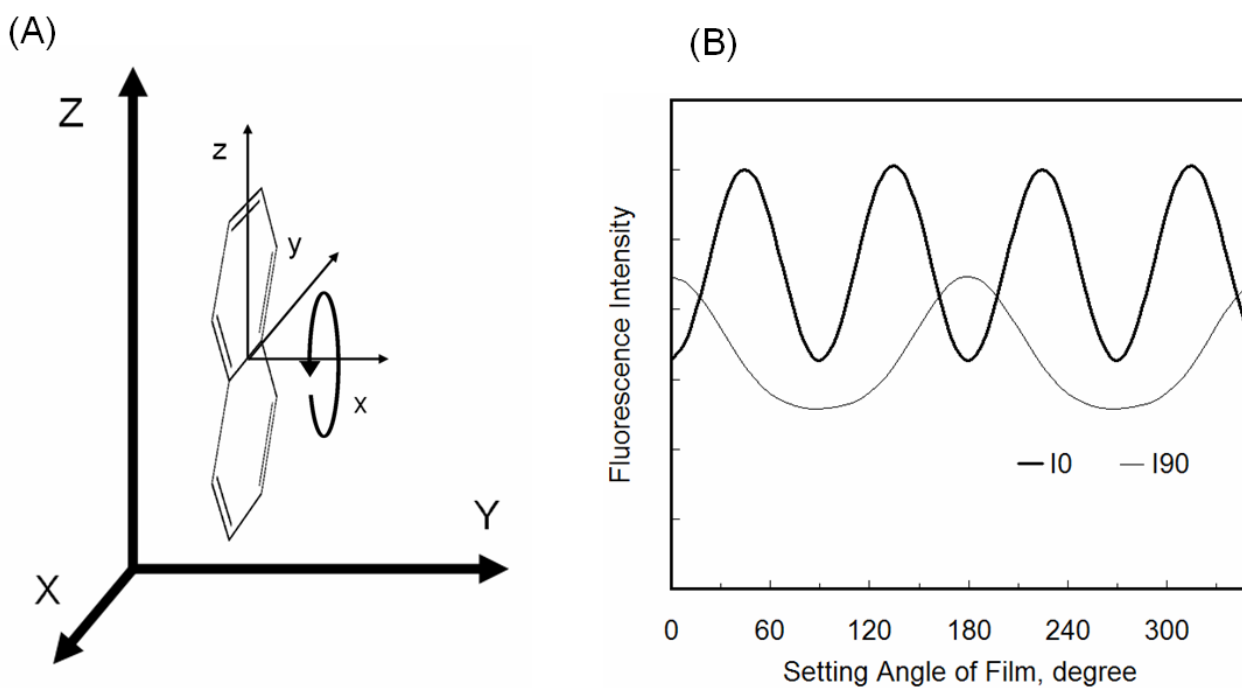 (A)
Z
z
y
x
Y
X
(B)
Fluorescence Intensity
I0
I90
0 60 120 180 240 300
Setting Angle of Film, degree